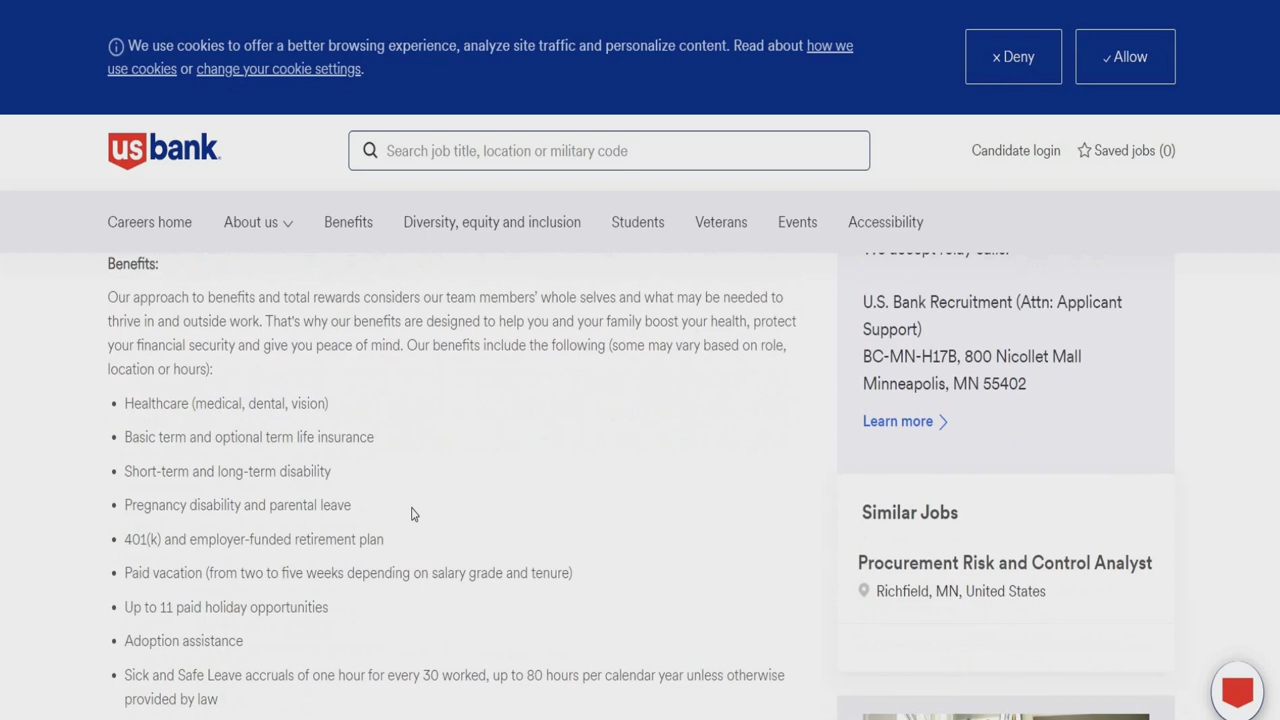 We use cookies to offer a better browsing experience, analyze site traffic and personalize content. Read about how we
use cookies or change your cookie settings.
× Deny
✓ Allow
us bank
Search job title, location or military code
Candidate login
Saved jobs (0)
Careers home
About us
Benefits
Diversity, equity and inclusion
Students
Veterans
Events
Accessibility
Benefits:
Our approach to benefits and total rewards considers our team members' whole selves and what may be needed to
thrive in and outside work. That's why our benefits are designed to help you and your family boost your health, protect
your financial security and give you peace of mind. Our benefits include the following (some may vary based on role,
location or hours):
• Healthcare (medical, dental, vision)
• Basic term and optional term life insurance
• Short-term and long-term disability
• Pregnancy disability and parental leave
• 401(k) and employer-funded retirement plan
• Paid vacation (from two to five weeks depending on salary grade and tenure)
• Up to 11 paid holiday opportunities
• Adoption assistance
• Sick and Safe Leave accruals of one hour for every 30 worked, up to 80 hours per calendar year unless otherwise
provided by law
We accept relay calls.
U.S. Bank Recruitment (Attn: Applicant
Support)
BC-MN-H17B, 800 Nicollet Mall
Minneapolis, MN 55402
Learn more
Similar Jobs
Procurement Risk and Control Analyst
Richfield, MN, United States